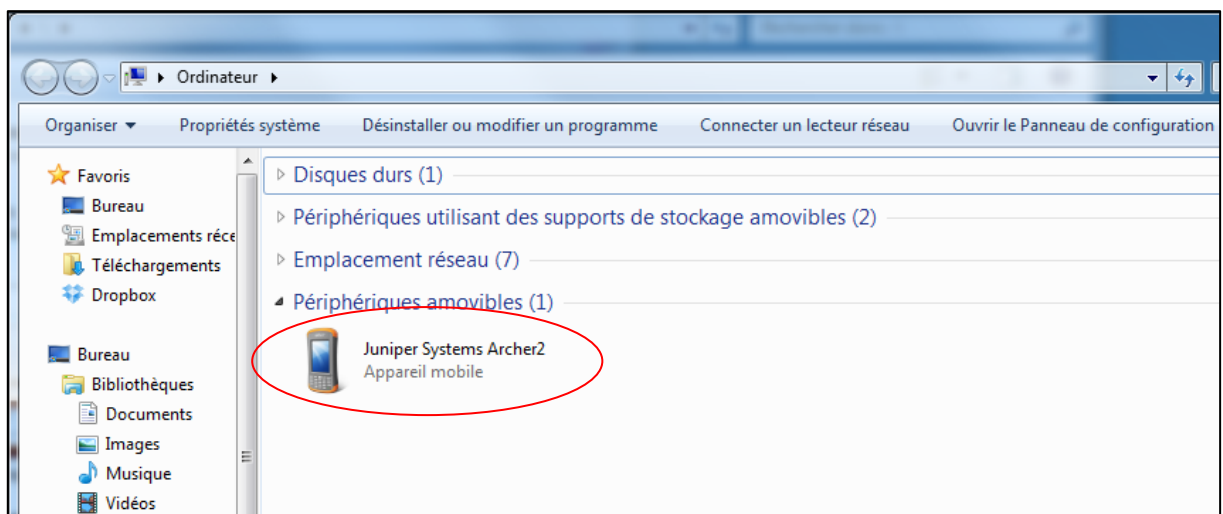 Ordinateur
Organiser
Propriétés système
Désinstaller ou modifier un programme
Connecter un lecteur réseau
Ouvrir le Panneau de configuration
Favoris
Bureau
Emplacements réce
Téléchargements
Dropbox
Bureau
Bibliothèques
Documents
Images
Musique
Vidéos
Disques durs (1)
Périphériques utilisant des supports de stockage amovibles (2)
Emplacement réseau (7)
Périphériques amovibles (1)
Juniper Systems Archer2
Appareil mobile